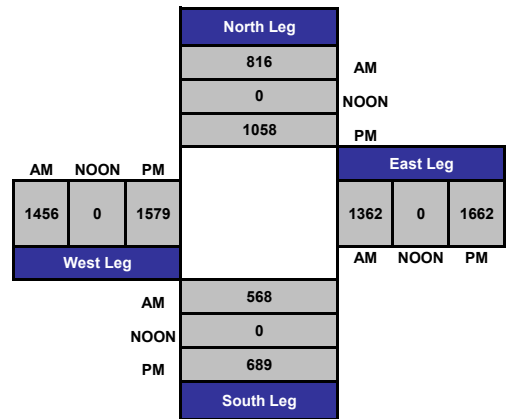 North Leg
816 AM
0 NOON
1058 PM
AM NOON PM
East Leg
1456 0 1579
1362 0 1662
West Leg
AM NOON PM
AM 568
NOON 0
PM 689
South Leg